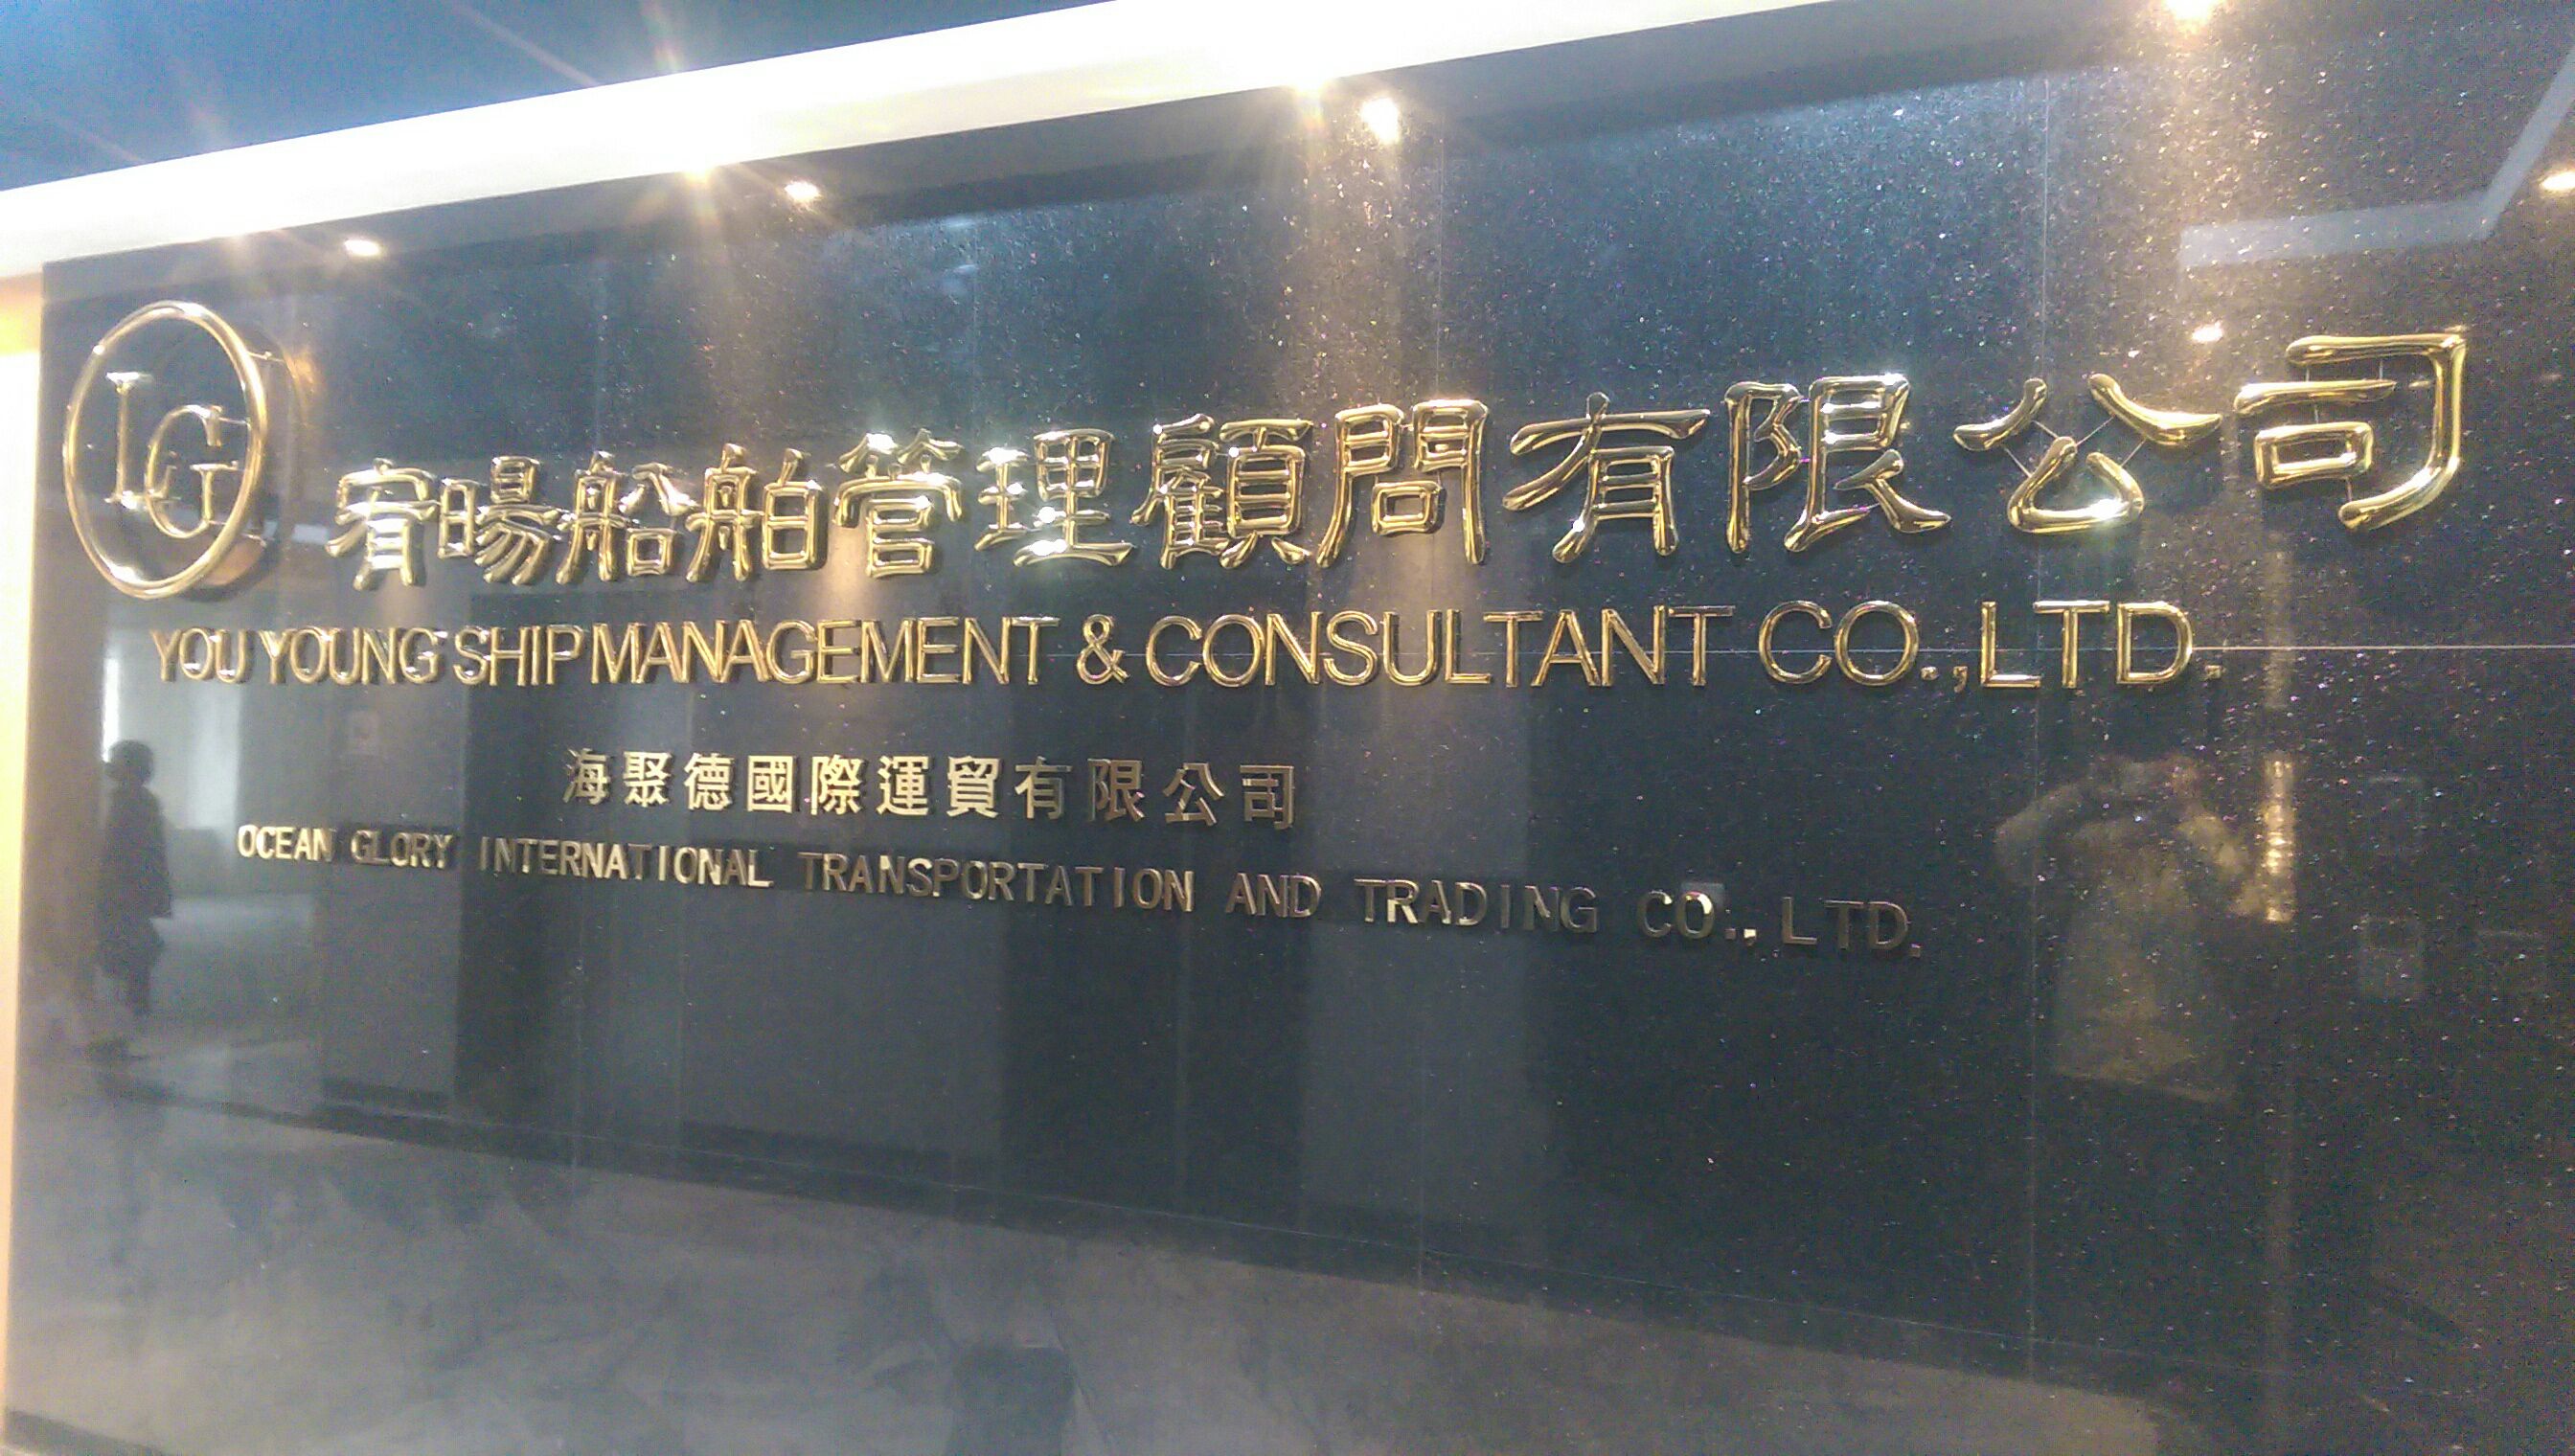 LG
宥暘船舶管理顧問有限公司
YOU YOUNG SHIP MANAGEMENT & CONSULTANT CO.,LTD.
海聚德國際運貿有限公司
OCEAN GLORY INTERNATIONAL TRANSPORTATION AND TRADING CO.,LTD.